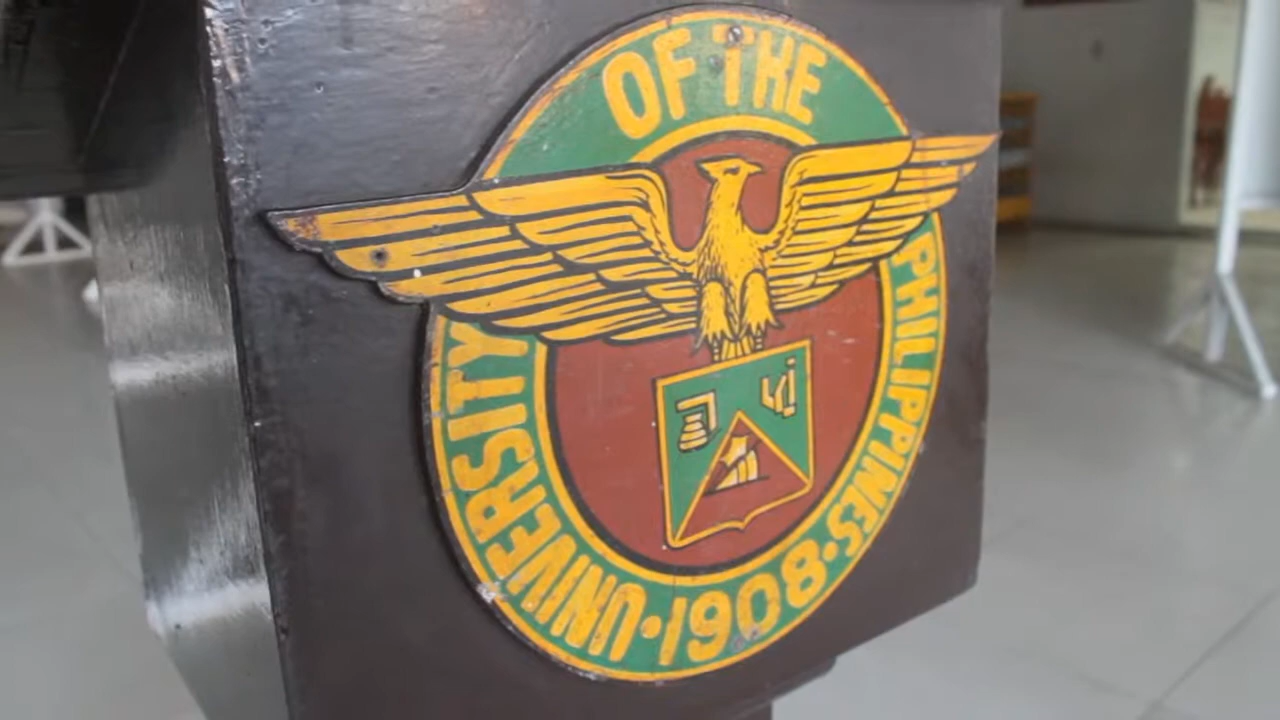 UNIVERSITY OF THE PHILIPPINES • 1908 •